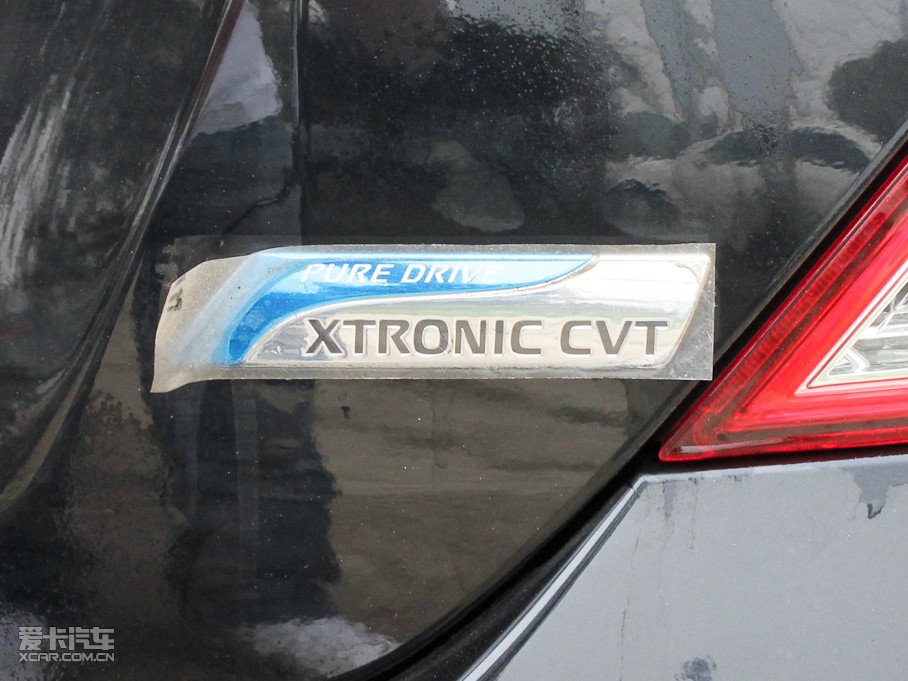 PURE DRIVE
XTRONIC CVT
爱卡汽车
XCAR.COM.CN